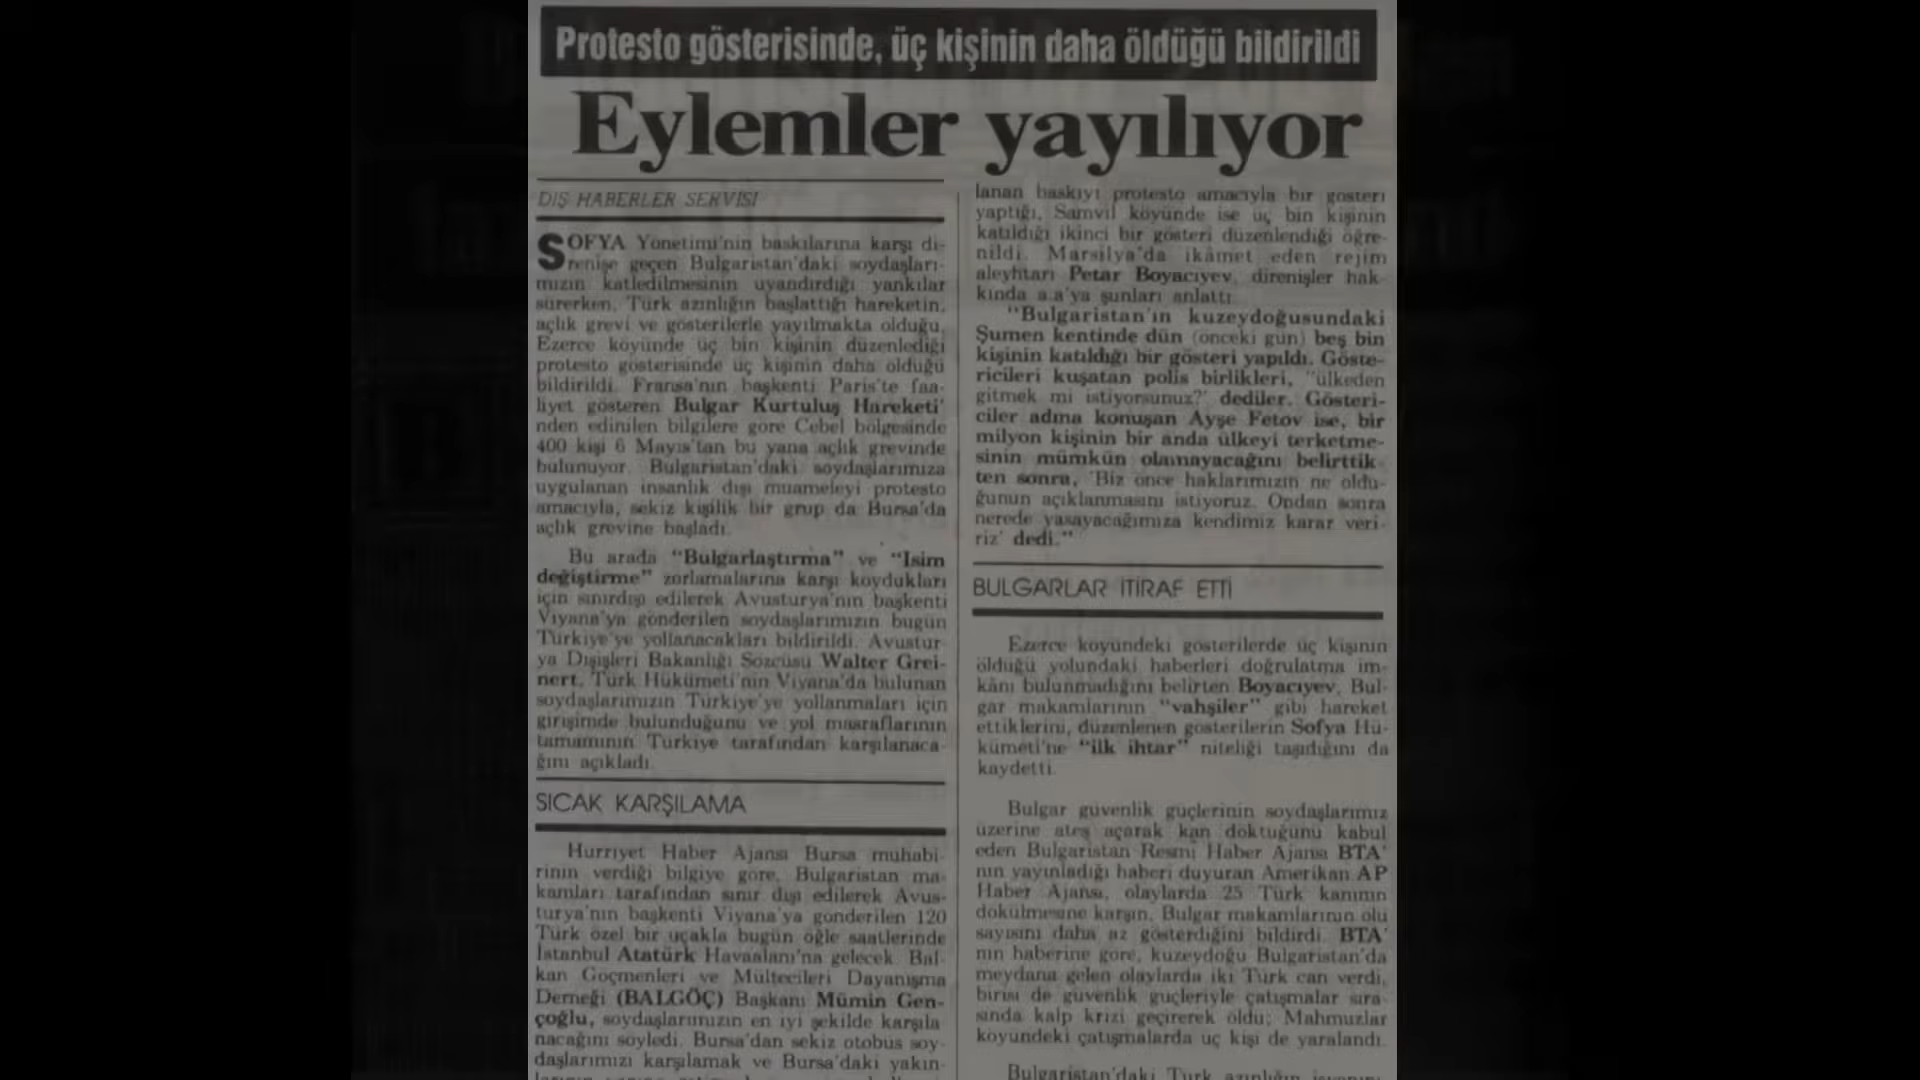 Protesto gösterisinde, üç kişinin daha öldüğü bildirildi
Eylemler yayılıyor
DIŞ HABERLER SERVİSİ
SOFYA Yönetimi'nin baskılarına karşı di-
renişe geçen Bulgaristan'daki soydaşları-
mızın katledilmesinin uyandırdığı yankılar
sürerken, Türk azınlığın başlattığı hareketin,
açlık grevi ve gösterilerle yayılmakta olduğu,
Ezerce köyünde üç bin kişinin düzenlediği
protesto gösterisinde üç kişinin daha öldüğü
bildirildi. Fransa'nın başkenti Paris'te faa-
liyet gösteren Bulgar Kurtuluş Hareketi'
nden edinilen bilgilere göre Cebel bölgesinde
400 kişi 6 Mayıs'tan bu yana açlık grevinde
bulunuyor. Bulgaristan'daki soydaşlarımıza
uygulanan insanlık dışı muameleyi protesto
amacıyla, sekiz kişilik bir grup da Bursa'da
açlık grevine başladı.
Bu arada "Bulgarlaştırma" ve "İsim
değiştirme" zorlamalarına karşı koydukları
için sınırdışı edilerek Avusturya'nın başkenti
Viyana'ya gönderilen soydaşlarımızın bugün
Türkiye'ye yollanacakları bildirildi. Avustur-
ya Dışişleri Bakanlığı Sözcüsü Walter Grei-
nert, Türk Hükümeti'nin Viyana'da bulunan
soydaşlarımızın Türkiye'ye yollanmaları için
girişimde bulunduğunu ve yol masraflarının
tamamının Türkiye tarafından karşılanaca-
ğını açıkladı.
SICAK KARŞILAMA
Hürriyet Haber Ajansı Bursa muhabi-
rinin verdiği bilgiye göre, Bulgaristan ma-
kamları tarafından sınır dışı edilerek Avus-
turya'nın başkenti Viyana'ya gönderilen 120
Türk özel bir uçakla bugün öğle saatlerinde
İstanbul Atatürk Havaalanı'na gelecek. Bal-
kan Göçmenleri ve Mültecileri Dayanışma
Derneği (BALGÖÇ) Başkanı Mümin Gen-
çoğlu, soydaşlarımızın en iyi şekilde karşıla
nacağını söyledi. Bursa'dan sekiz otobüs soy-
daşlarımızı karşılamak ve Bursa'daki yakın-
lanan baskıyı protesto amacıyla bir gösteri
yaptığı, Samvil köyünde ise üç bin kişinin
katıldığı ikinci bir gösteri düzenlendiği öğre-
nildi. Marsilya'da ikâmet eden rejim
aleyhtarı Petar Boyacıyev, direnişler hak-
kında a.a'ya şunları anlattı:
"Bulgaristan'ın kuzeydoğusundaki
Şumen kentinde dün (önceki gün) beş bin
kişinin katıldığı bir gösteri yapıldı. Göste-
ricileri kuşatan polis birlikleri, "ülkeden
gitmek mi istiyorsunuz?' dediler. Gösteri-
ciler adına konuşan Ayşe Fetov ise, bir
milyon kişinin bir anda ülkeyi terketme-
sinin mümkün olamayacağını belirttik-
ten sonra, 'Biz önce haklarımızın ne oldu-
ğunun açıklanmasını istiyoruz. Ondan sonra
nerede yaşayacağımıza kendimiz karar veri-
riz' dedi."
BULGARLAR İTİRAF ETTİ
Ezerce köyündeki gösterilerde üç kişinin
öldüğü yolundaki haberleri doğrulatma im-
kânı bulunmadığını belirten Boyacıyev, Bul-
gar makamlarının "vahşiler" gibi hareket
ettiklerini, düzenlenen gösterilerin Sofya Hü-
kümeti'ne "ilk ihtar" niteliği taşıdığını da
kaydetti.
Bulgar güvenlik güçlerinin soydaşlarımız
üzerine ateş açarak kan döktüğünü kabul
eden Bulgaristan Resmi Haber Ajansı BTA'
nın yayınladığı haberi duyuran Amerikan AP
Haber Ajansı, olaylarda 25 Türk kanının
dökülmesine karşın, Bulgar makamlarının ölü
sayısını daha az gösterdiğini bildirdi. BTA'
nın haberine göre, kuzeydoğu Bulgaristan'da
meydana gelen olaylarda iki Türk can verdi,
birisi de güvenlik güçleriyle çatışmalar sıra-
sında kalp krizi geçirerek öldü; Mahmuzlar
köyündeki çatışmalarda üç kişi de yaralandı.
Bulgaristan'daki Türk azınlığın